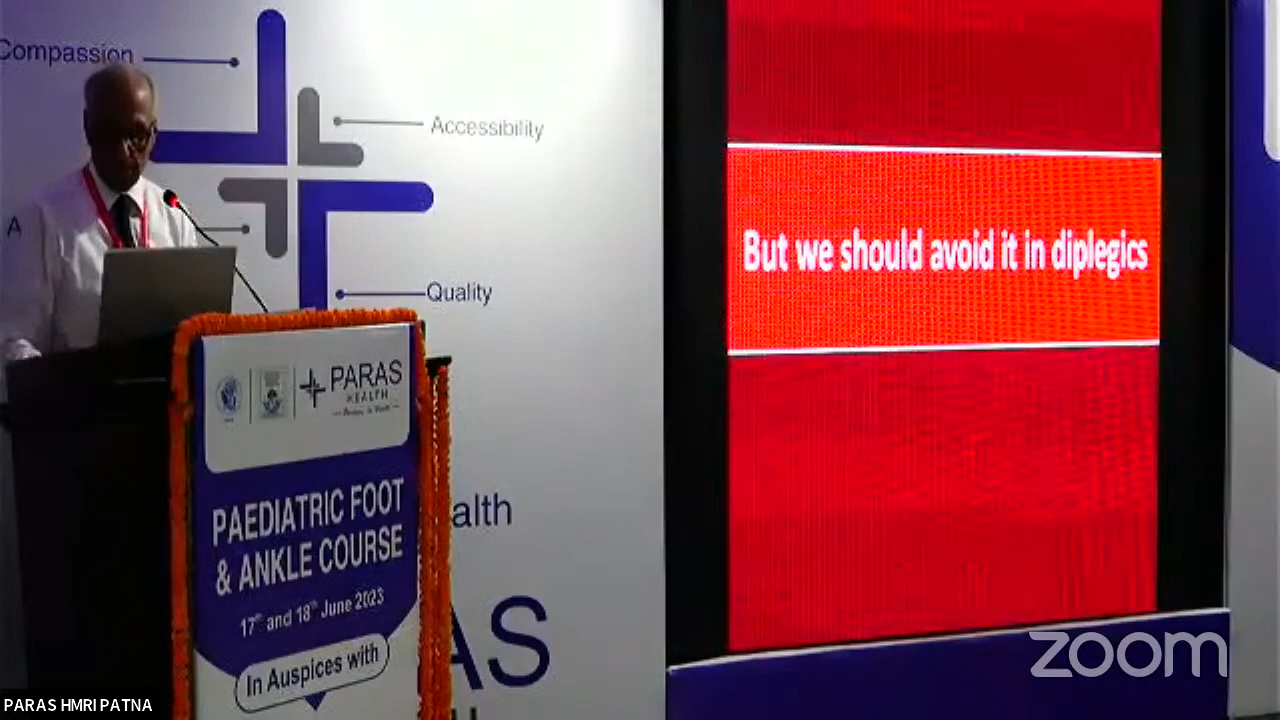 Compassion
Accessibility
A
Quality
But we should avoid it in diplegics
PARAS
HEALTH
PAEDIATRIC FOOT
& ANKLE COURSE
17th and 18th June 2023
In Auspices with
alth
AS
zoom
PARAS HMRI PATNA